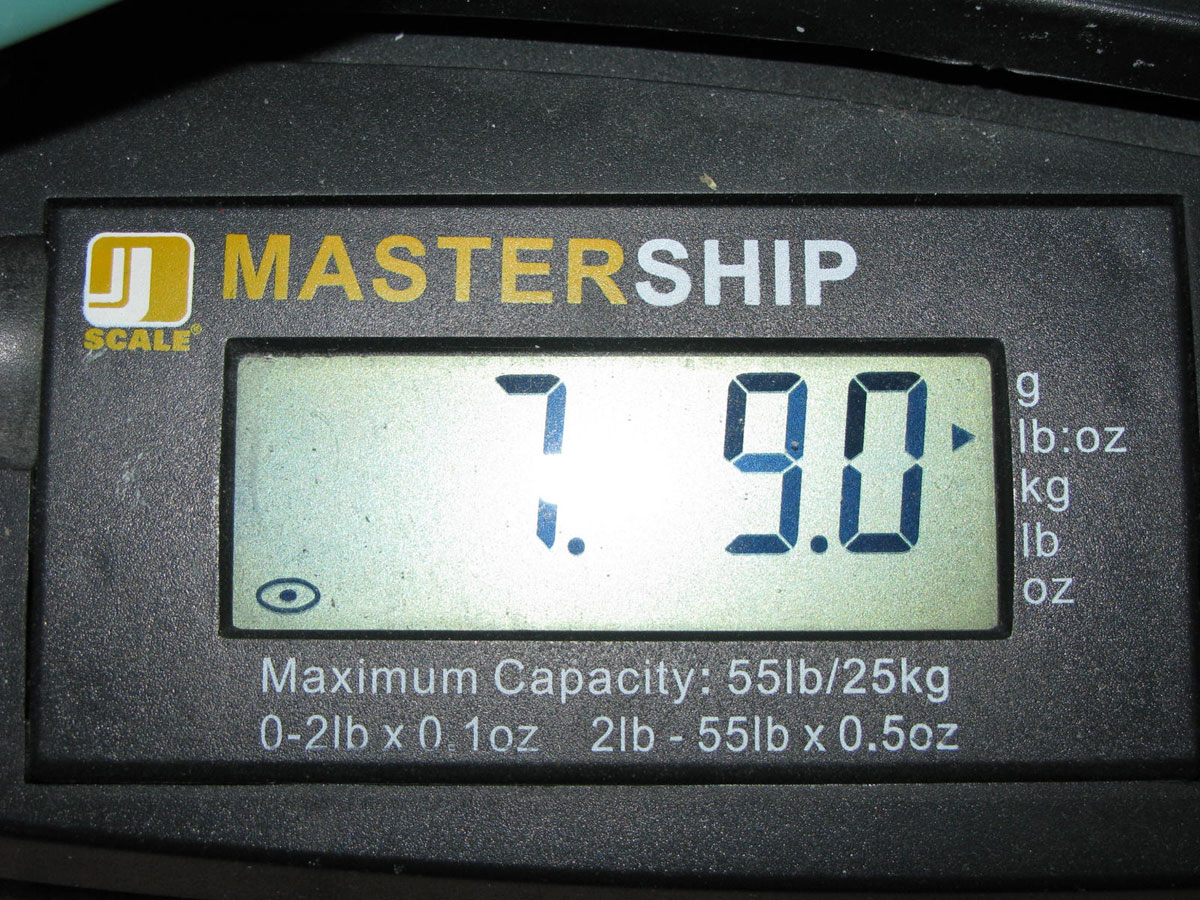 MASTERSHIP
JJ
SCALE®
7. 9.0
g
lb:oz
kg
lb
oz
Maximum Capacity: 55lb/25kg
0-2lb x 0.1oz 2lb - 55lb x 0.5oz